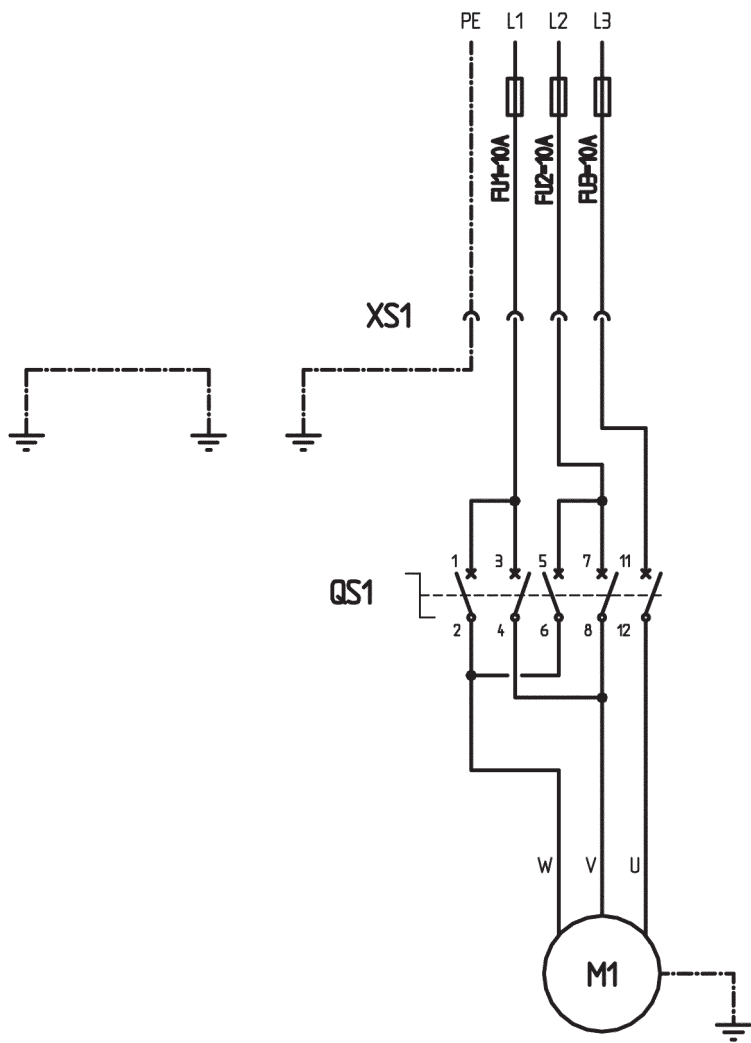 PE L1 L2 L3
FU1=10A FU2=10A FU3=10A
XS1
1 3 5 7 11
QS1
2 4 6 8 12
W V U
M1